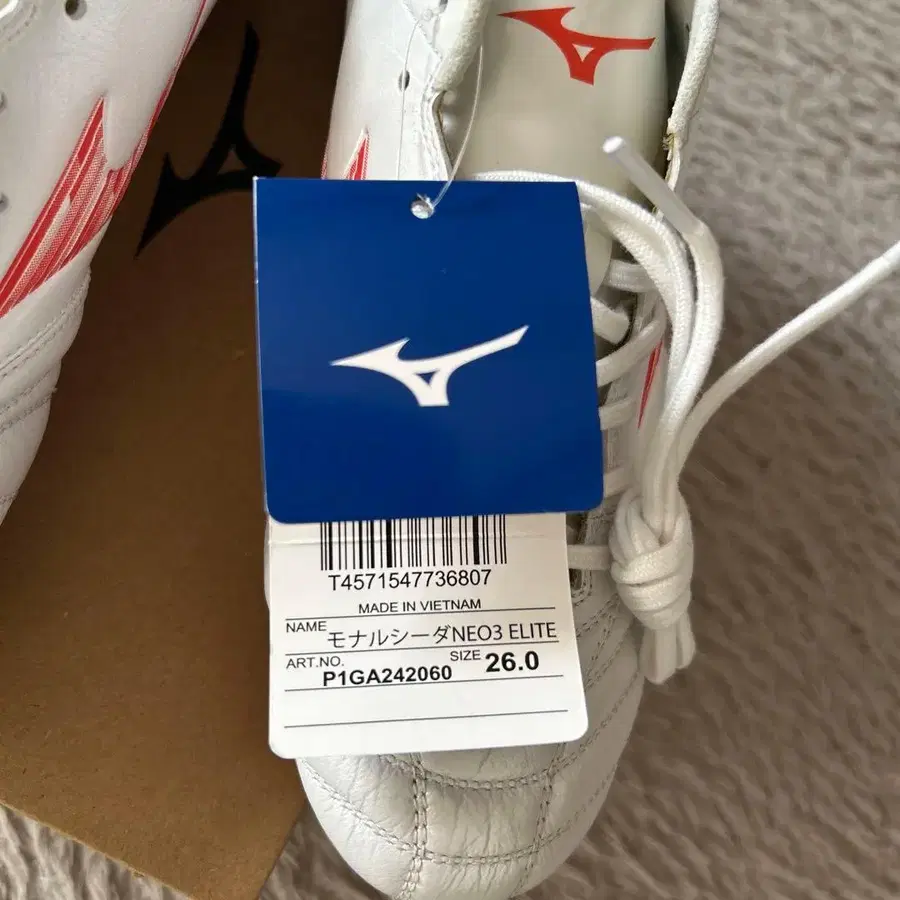 T4571547736807
MADE IN VIETNAM
NAME モナルシーダNEO3 ELITE
ART.NO. P1GA242060 SIZE 26.0